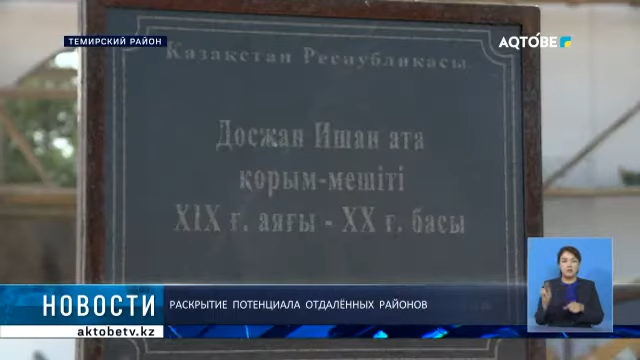 ТЕМИРСКИЙ РАЙОН
AQTÓBE
Казақстан Республикасы
Досжан Ишан ата
қорым-мешіті
XIX ғ. аяғы - XX ғ. басы
НОВОСТИ
РАСКРЫТИЕ ПОТЕНЦИАЛА ОТДАЛЁННЫХ РАЙОНОВ
aktobetv.kz